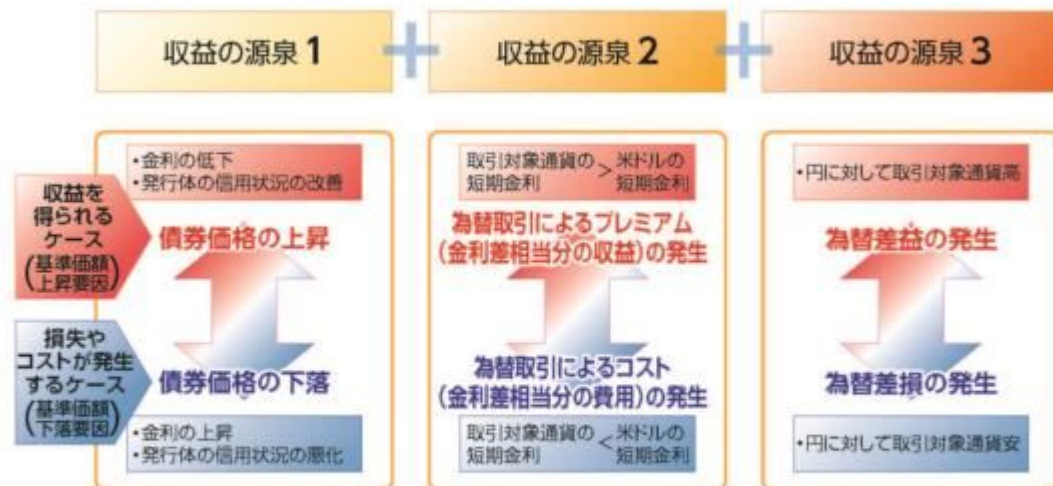 収益の源泉1
+
収益の源泉2
+
収益の源泉3
収益を
得られる
ケース
(基準価額
上昇要因)
・金利の低下
・発行体の信用状況の改善
債券価格の上昇
取引対象通貨の > 米ドルの
短期金利 短期金利
為替取引によるプレミアム
(金利差相当分の収益)の発生
・円に対して取引対象通貨高
為替差益の発生
損失や
コストが発生
するケース
(基準価額
下落要因)
債券価格の下落
・金利の上昇
・発行体の信用状況の悪化
為替取引によるコスト
(金利差相当分の費用)の発生
取引対象通貨の < 米ドルの
短期金利 短期金利
為替差損の発生
・円に対して取引対象通貨安